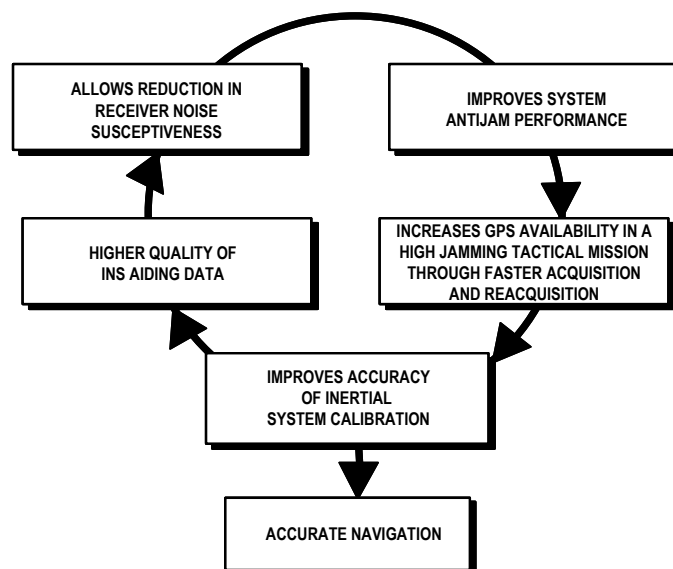 ALLOWS REDUCTION IN
RECEIVER NOISE
SUSCEPTIVENESS
IMPROVES SYSTEM
ANTIJAM PERFORMANCE
HIGHER QUALITY OF
INS AIDING DATA
INCREASES GPS AVAILABILITY IN A
HIGH JAMMING TACTICAL MISSION
THROUGH FASTER ACQUISITION
AND REACQUISITION
IMPROVES ACCURACY
OF INERTIAL
SYSTEM CALIBRATION
ACCURATE NAVIGATION